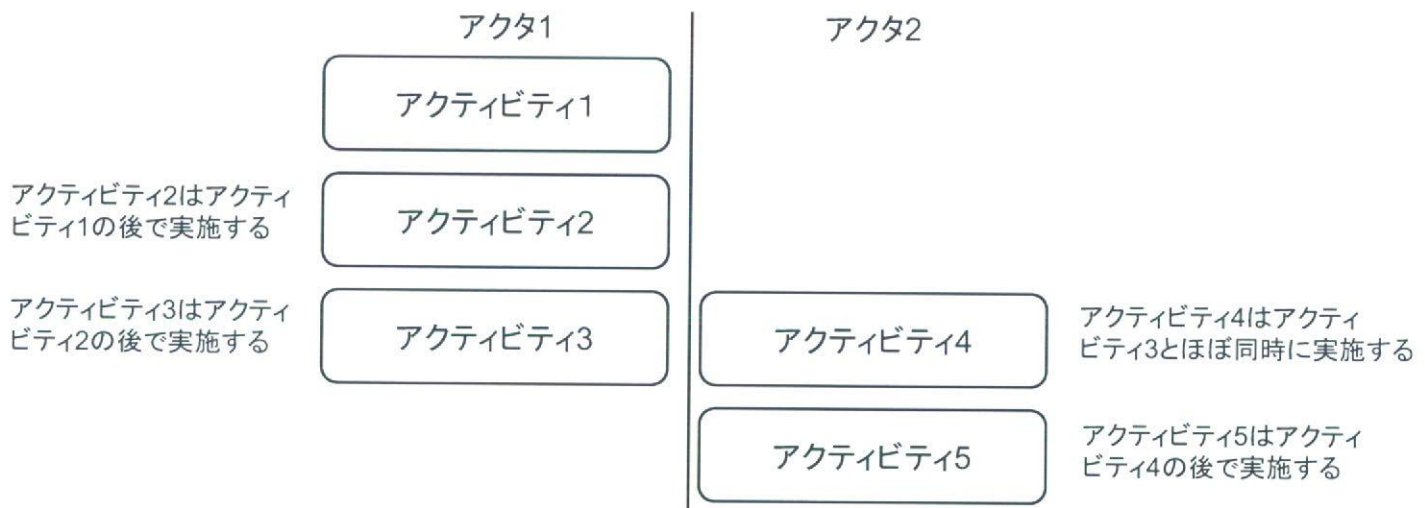 アクタ1
アクタ2
アクティビティ1
アクティビティ2はアクティ
ビティ1の後で実施する
アクティビティ2
アクティビティ3はアクティ
ビティ2の後で実施する
アクティビティ3
アクティビティ4
アクティビティ4はアクティ
ビティ3とほぼ同時に実施する
アクティビティ5
アクティビティ5はアクティ
ビティ4の後で実施する